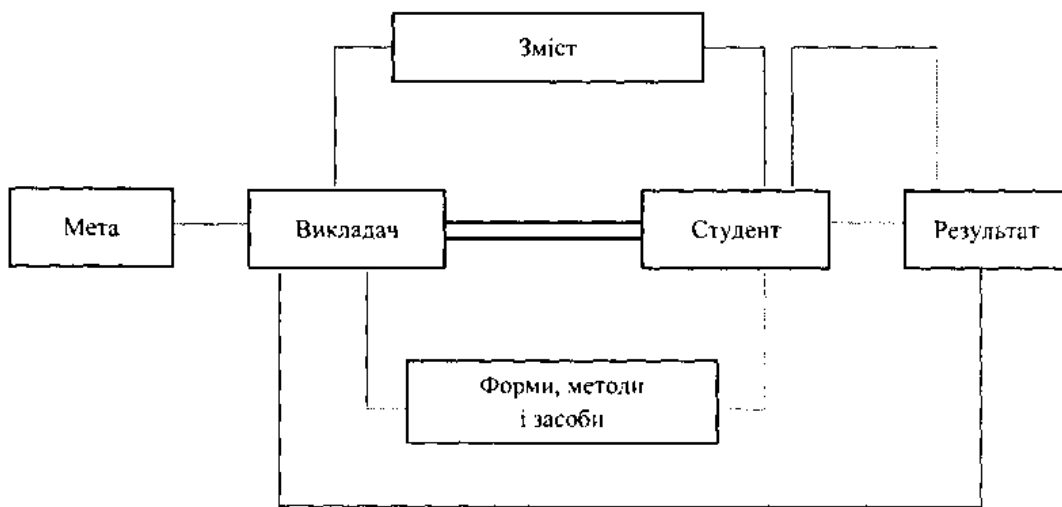 Зміст
Мета
Викладач
Студент
Результат
Форми, методи
і засоби